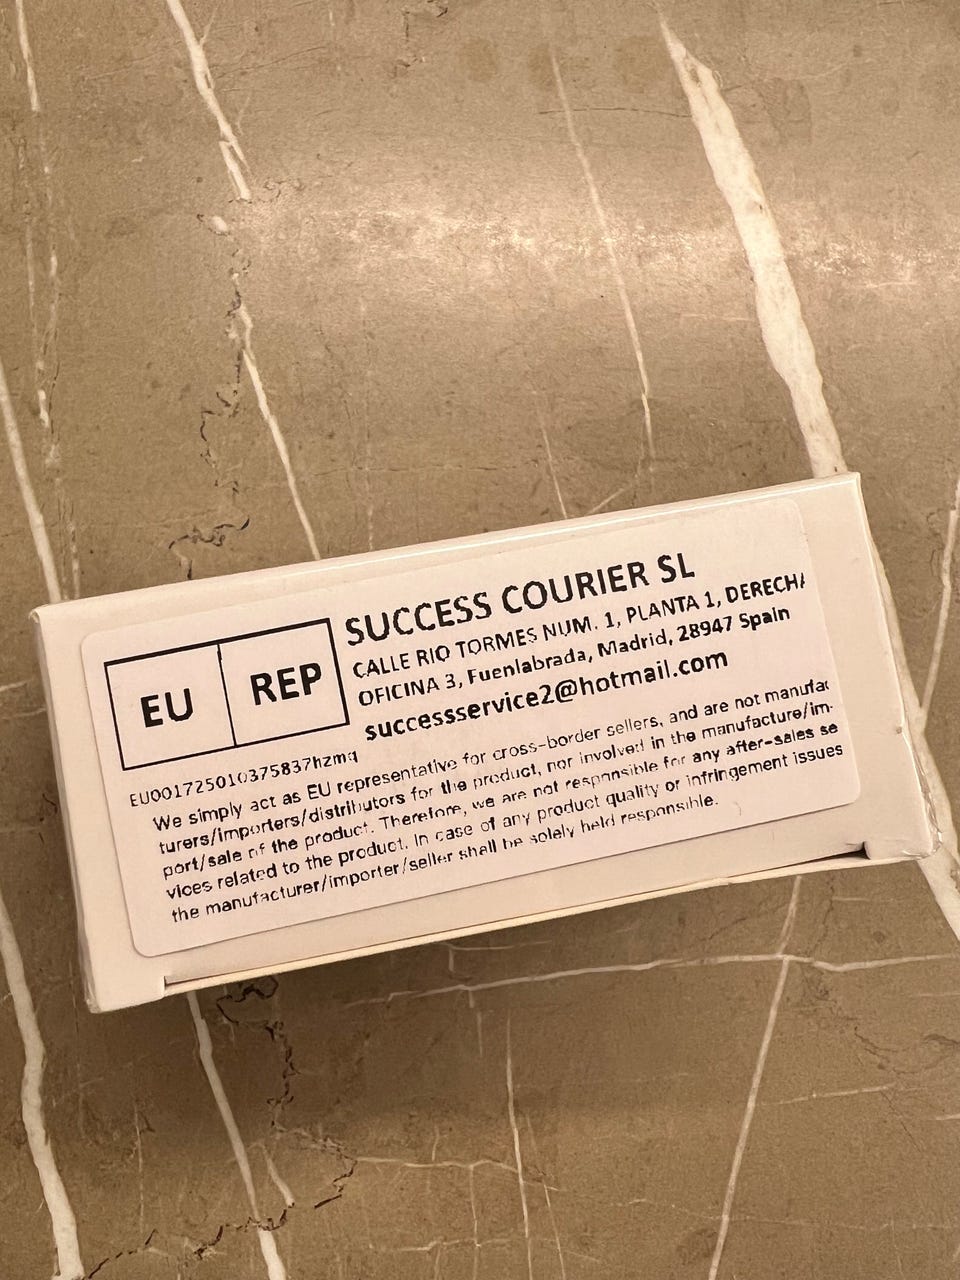 EU REP
SUCCESS COURIER SL
CALLE RIO TORMES NUM. 1, PLANTA 1, DERECHA
OFICINA 3, Fuenlabrada, Madrid, 28947 Spain
successservice2@hotmail.com
EU001725010375837hzmq
We simply act as EU representative for cross-border sellers, and are not manufac
turers/importers/distributors for the product, nor involved in the manufacture/im-
port/sale of the product. Therefore, we are not responsible for any after-sales se
vices related to the product. In case of any product quality or infringement issues
the manufacturer/importer/seller shall be solely held responsible.